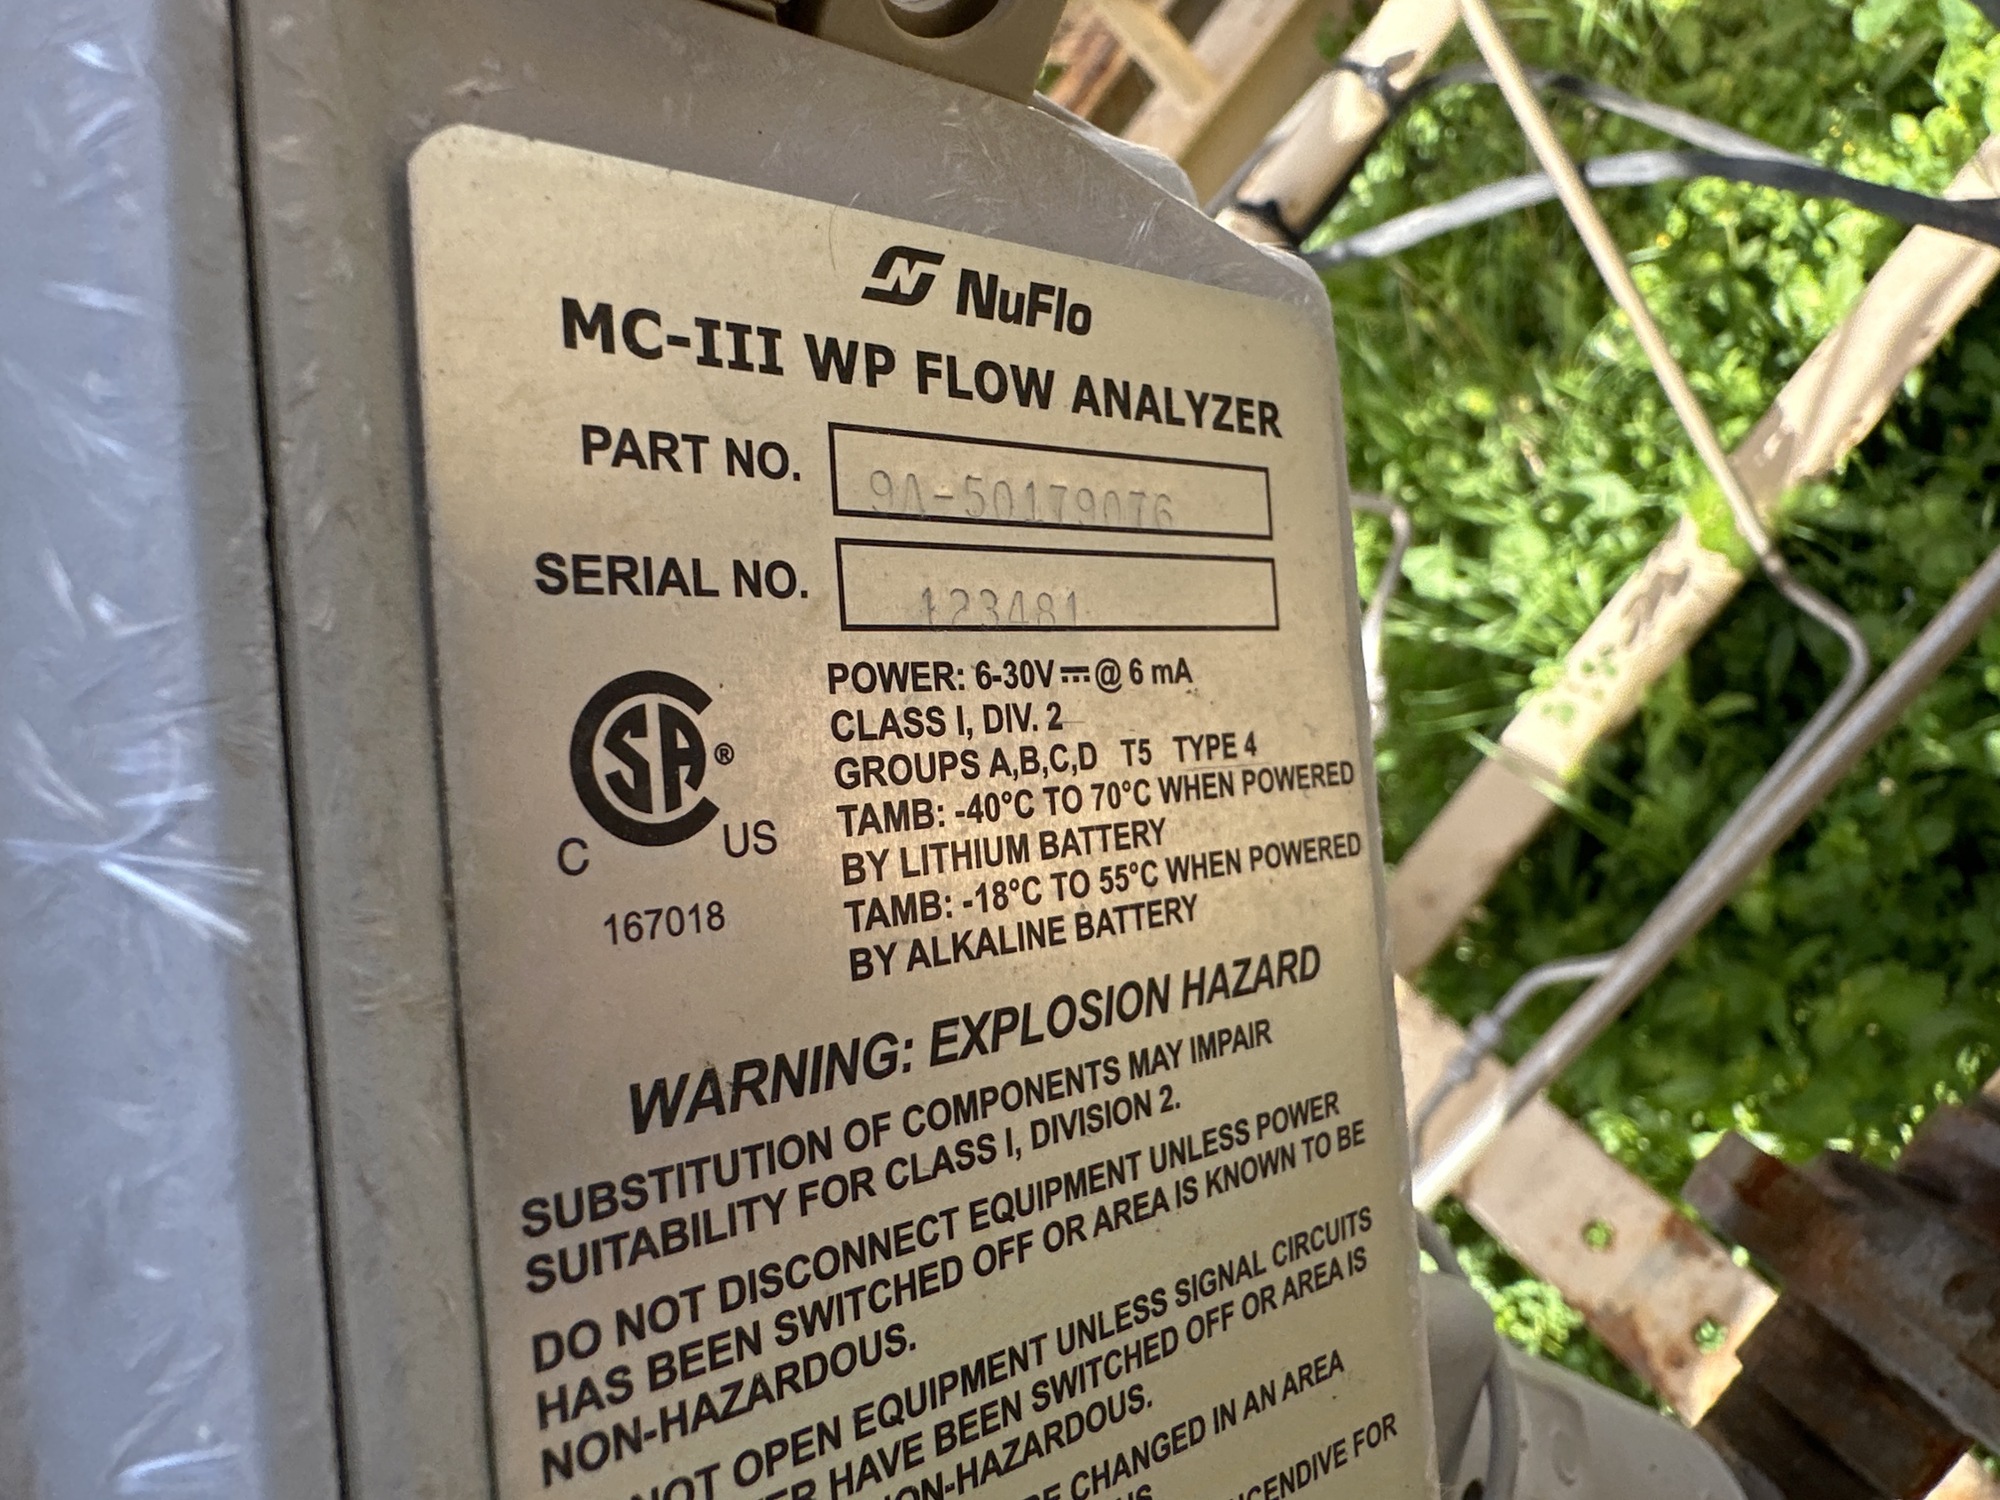 NuFlo
MC-III WP FLOW ANALYZER
PART NO. 9A-50179076
SERIAL NO. 123481
CSA®
C US
167018
POWER: 6-30V⎓@ 6 mA
CLASS I, DIV. 2
GROUPS A,B,C,D T5 TYPE 4
TAMB: -40°C TO 70°C WHEN POWERED
BY LITHIUM BATTERY
TAMB: -18°C TO 55°C WHEN POWERED
BY ALKALINE BATTERY
WARNING: EXPLOSION HAZARD
SUBSTITUTION OF COMPONENTS MAY IMPAIR
SUITABILITY FOR CLASS I, DIVISION 2.
DO NOT DISCONNECT EQUIPMENT UNLESS POWER
HAS BEEN SWITCHED OFF OR AREA IS KNOWN TO BE
NON-HAZARDOUS.
NOT OPEN EQUIPMENT UNLESS SIGNAL CIRCUITS
HAVE BEEN SWITCHED OFF OR AREA IS
NON-HAZARDOUS.
CHANGED IN AN AREA
FOR